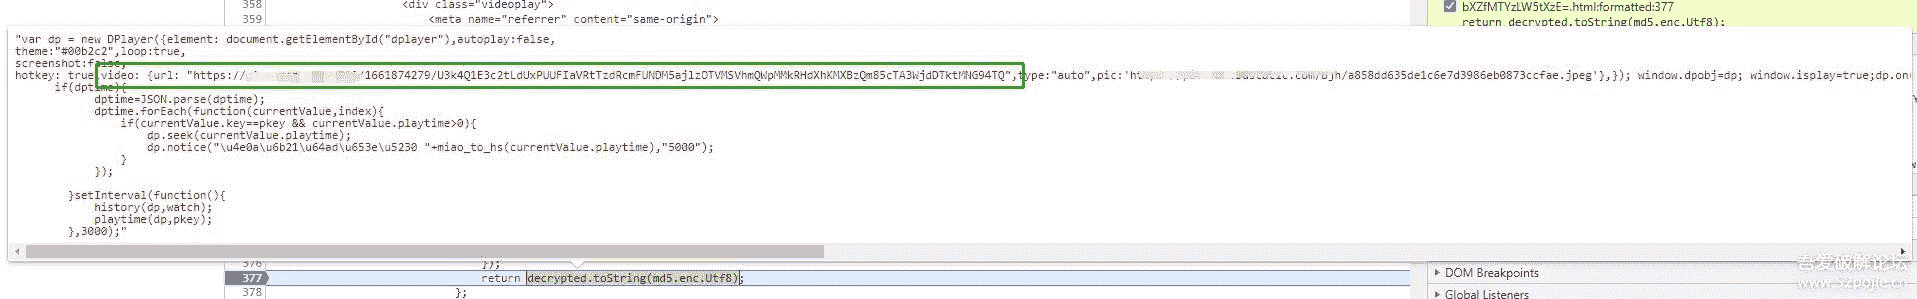 358 <div class="videoplay">
359 <meta name="referrer" content="same-origin">
bXZfMTYzLW5tXzE=.html:formatted:377
return decrypted.toString(md5.enc.Utf8);
"var dp = new DPlayer({element: document.getElementById("dplayer"),autoplay:false,
theme:"#00b2c2",loop:true,
screenshot:false,
hotkey: true,video: {url: "https:// /1661874279/U3k4Q1E3c2tLdUxPUUFIaVRtTzdRcmFUNDM5ajlzOTVMSVhmQWpMMkRHdXhKMXBzQm85cTA3WjdDTktMNG94TQ",type:"auto",pic:'ht .com/bjh/a858dd635de1c6e7d3986eb0873ccfae.jpeg'},}); window.dpobj=dp; window.isplay=true;dp.on(
if(dptime){
dptime=JSON.parse(dptime);
dptime.forEach(function(currentValue,index){
if(currentValue.key==pkey && currentValue.playtime>0){
dp.seek(currentValue.playtime);
dp.notice("\u4e0a\u6b21\u64ad\u653e\u5230 "+miao_to_hs(currentValue.playtime),"5000");
}
});
}setInterval(function(){
history(dp,watch);
playtime(dp,pkey);
},3000);"
376 });
377 return decrypted.toString(md5.enc.Utf8);
378 };
DOM Breakpoints
Global Listeners
吾爱破解论坛
www.52pojie.cn